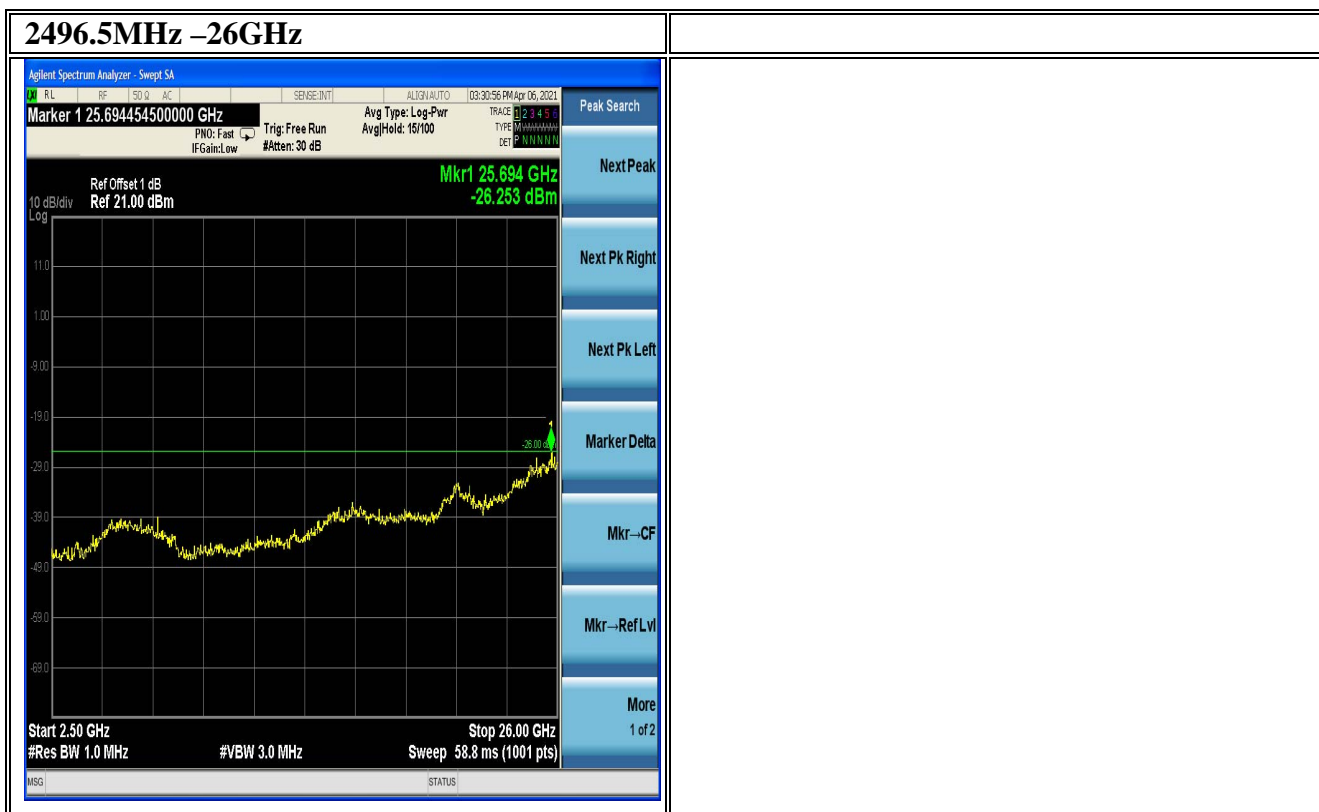 2496.5MHz –26GHz
Agilent Spectrum Analyzer - Swept SA
LXI RL RF 50 Ω AC SENSE:INT ALIGN AUTO 03:30:56 PM Apr 06, 2021
Marker 1 25.694454500000 GHz
PNO: Fast
IFGain:Low
Trig: Free Run
#Atten: 30 dB
Avg Type: Log-Pwr
Avg|Hold: 15/100
TRACE 1 2 3 4 5 6
TYPE M
DET P N N N N N
Peak Search
Mkr1 25.694 GHz
-26.253 dBm
Ref Offset 1 dB
10 dB/div Ref 21.00 dBm
Log
11.0
1.00
-9.00
-19.0
-29.0
-39.0
-49.0
-59.0
-69.0
1
-26.00
Start 2.50 GHz Stop 26.00 GHz
#Res BW 1.0 MHz #VBW 3.0 MHz Sweep 58.8 ms (1001 pts)
Next Peak
Next Pk Right
Next Pk Left
Marker Delta
Mkr→CF
Mkr→Ref Lvl
More
1 of 2
MSG STATUS